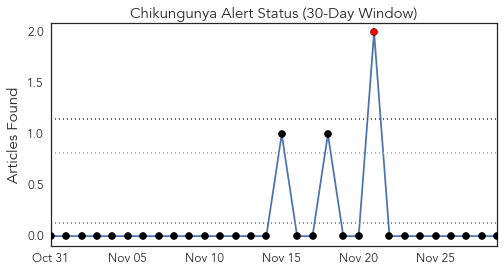 Chikungunya Alert Status (30-Day Window)
Articles Found
2.0
1.5
1.0
0.5
0.0
Oct 31 Nov 05 Nov 10 Nov 15 Nov 20 Nov 25